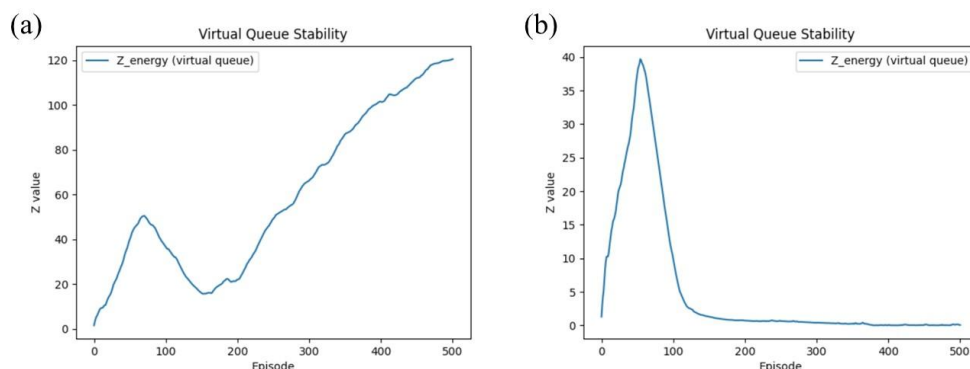 (a)
Virtual Queue Stability
Z_energy (virtual queue)
120
100
80
60
40
20
0
Z value
0 100 200 300 400 500
Episode
(b)
Virtual Queue Stability
Z_energy (virtual queue)
40
35
30
25
20
15
10
5
0
Z value
0 100 200 300 400 500
Episode